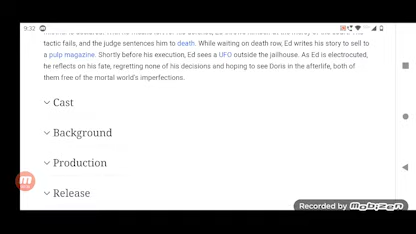 9:32
tactic fails, and the judge sentences him to death. While waiting on death row, Ed writes his story to sell to
a pulp magazine. Shortly before his execution, Ed sees a UFO outside the jailhouse. As Ed is electrocuted,
he reflects on his fate, regretting none of his decisions and hoping to see Doris in the afterlife, both of
them free of the mortal world's imperfections.
Cast
Background
Production
Release
Recorded by Mobizen